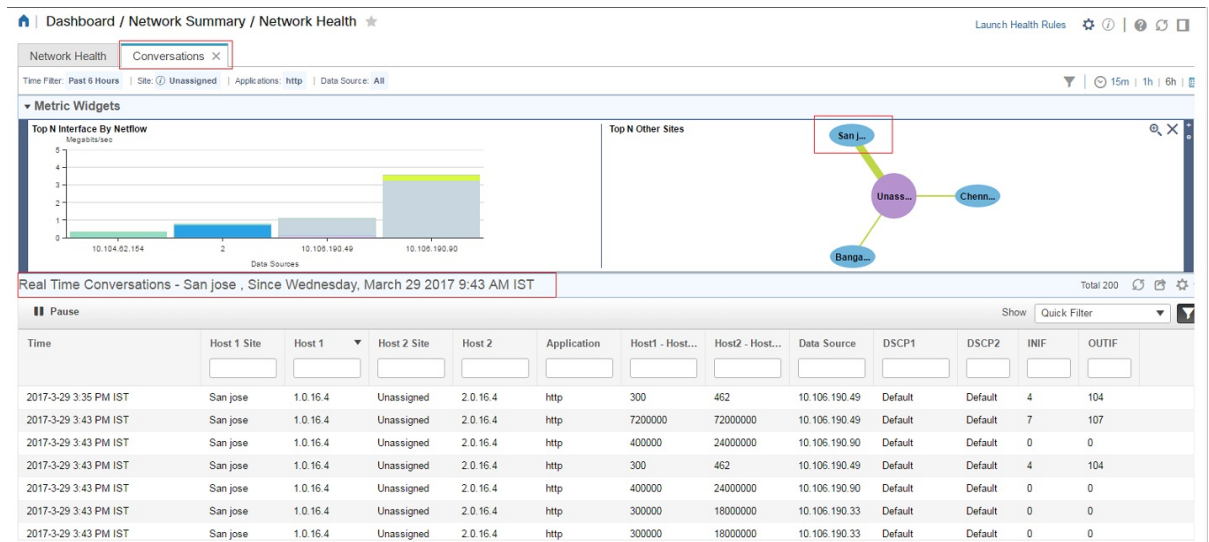 Dashboard / Network Summary / Network Health
Launch Health Rules
Network Health Conversations ×
Time Filter: Past 6 Hours | Site: Unassigned | Applications: http | Data Source: All
15m | 1h | 6h
Metric Widgets
Top N Interface By Netflow
Megabits/sec
5
4
3
2
1
0
10.104.62.154 2 10.106.190.49 10.106.190.90
Data Sources
Top N Other Sites
San j...
Unass...
Chenn...
Banga...
Real Time Conversations - San jose , Since Wednesday, March 29 2017 9:43 AM IST
Total 200
Pause
Show Quick Filter
Time Host 1 Site Host 1 Host 2 Site Host 2 Application Host1 - Host... Host2 - Host... Data Source DSCP1 DSCP2 INIF OUTIF
2017-3-29 3:35 PM IST San jose 1.0.16.4 Unassigned 2.0.16.4 http 300 462 10.106.190.49 Default Default 4 104
2017-3-29 3:43 PM IST San jose 1.0.16.4 Unassigned 2.0.16.4 http 7200000 72000000 10.106.190.49 Default Default 7 107
2017-3-29 3:43 PM IST San jose 1.0.16.4 Unassigned 2.0.16.4 http 400000 24000000 10.106.190.90 Default Default 0 0
2017-3-29 3:43 PM IST San jose 1.0.16.4 Unassigned 2.0.16.4 http 300 462 10.106.190.49 Default Default 4 104
2017-3-29 3:43 PM IST San jose 1.0.16.4 Unassigned 2.0.16.4 http 400000 24000000 10.106.190.90 Default Default 0 0
2017-3-29 3:43 PM IST San jose 1.0.16.4 Unassigned 2.0.16.4 http 300000 18000000 10.106.190.33 Default Default 0 0
2017-3-29 3:43 PM IST San jose 1.0.16.4 Unassigned 2.0.16.4 http 300000 18000000 10.106.190.33 Default Default 0 0